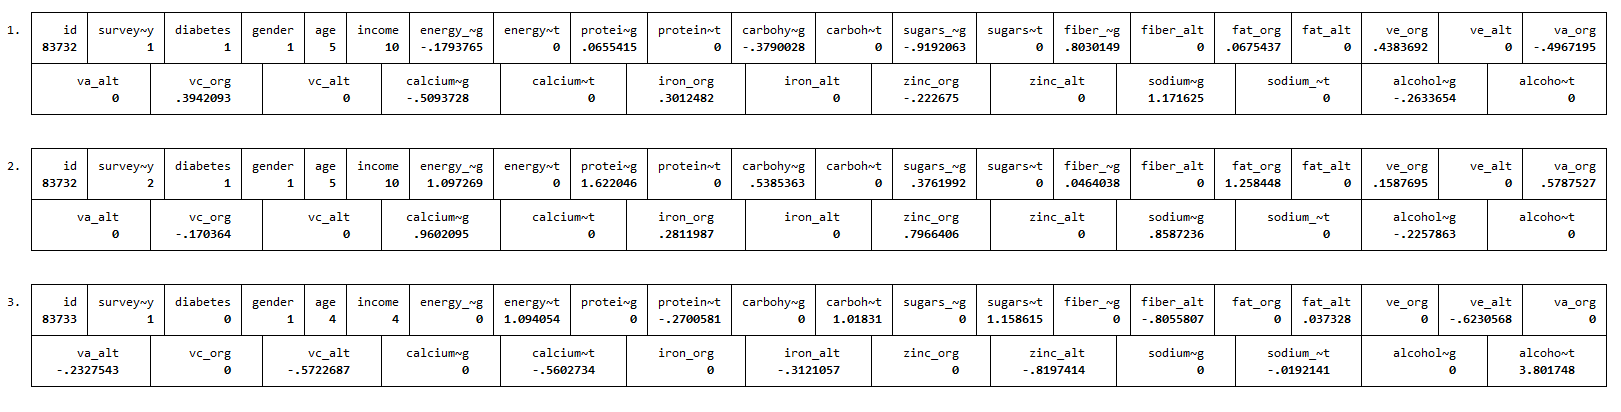 1. id survey~y diabetes gender age income energy_~g energy~t protei~g protein~t carbohy~g carboh~t sugars_~g sugars~t fiber_~g fiber_alt fat_org fat_alt ve_org ve_alt va_org
83732 1 1 1 5 10 -.1793765 0 .0655415 0 -.3790028 0 -.9192063 0 .8030149 0 .0675437 0 .4383692 0 -.4967195
va_alt vc_org vc_alt calcium~g calcium~t iron_org iron_alt zinc_org zinc_alt sodium~g sodium_~t alcohol~g alcoho~t
0 .3942093 0 -.5093728 0 .3012482 0 -.222675 0 1.171625 0 -.2633654 0
2. id survey~y diabetes gender age income energy_~g energy~t protei~g protein~t carbohy~g carboh~t sugars_~g sugars~t fiber_~g fiber_alt fat_org fat_alt ve_org ve_alt va_org
83732 2 1 1 5 10 1.097269 0 1.622046 0 .5385363 0 .3761992 0 .0464038 0 1.258448 0 .1587695 0 .5787527
va_alt vc_org vc_alt calcium~g calcium~t iron_org iron_alt zinc_org zinc_alt sodium~g sodium_~t alcohol~g alcoho~t
0 -.170364 0 .9602095 0 .2811987 0 .7966406 0 .8587236 0 -.2257863 0
3. id survey~y diabetes gender age income energy_~g energy~t protei~g protein~t carbohy~g carboh~t sugars_~g sugars~t fiber_~g fiber_alt fat_org fat_alt ve_org ve_alt va_org
83733 1 0 1 4 4 0 1.094054 0 -.2700581 0 1.01831 0 1.158615 0 -.8055807 0 .037328 0 -.6230568 0
va_alt vc_org vc_alt calcium~g calcium~t iron_org iron_alt zinc_org zinc_alt sodium~g sodium_~t alcohol~g alcoho~t
-.2327543 0 -.5722687 0 -.5602734 0 -.3121057 0 -.8197414 0 -.0192141 0 3.801748